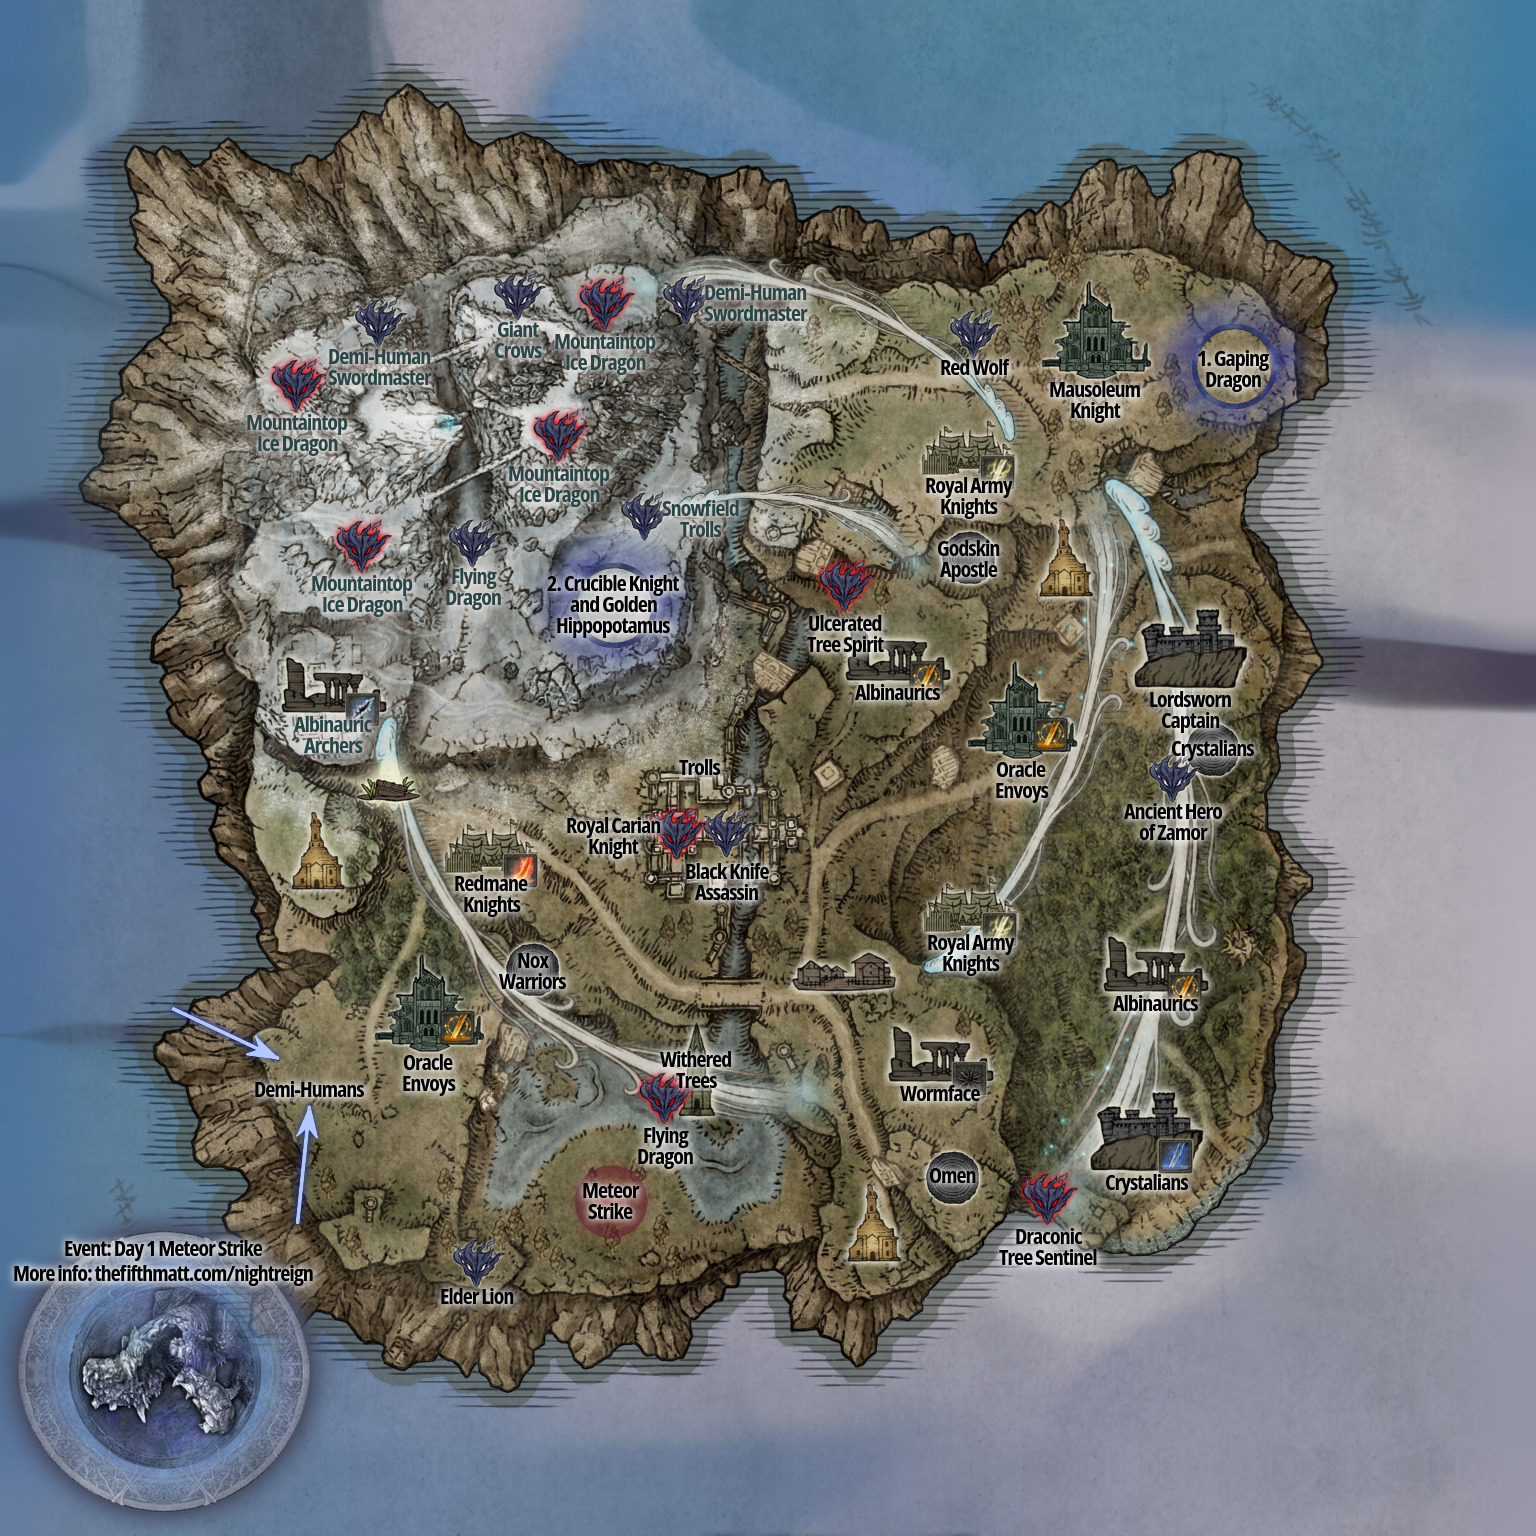 Demi-Human
Swordmaster
Giant
Crows
Mountaintop
Ice Dragon
Demi-Human
Swordmaster
Mountaintop
Ice Dragon
Red Wolf
Mausoleum
Knight
1. Gaping
Dragon
Mountaintop
Ice Dragon
Royal Army
Knights
Snowfield
Trolls
Godskin
Apostle
Mountaintop
Ice Dragon
Flying
Dragon
2. Crucible Knight
and Golden
Hippopotamus
Ulcerated
Tree Spirit
Albinaurics
Lordsworn
Captain
Albinauric
Archers
Crystalians
Oracle
Envoys
Trolls
Ancient Hero
of Zamor
Royal Carian
Knight
Black Knife
Assassin
Redmane
Knights
Royal Army
Knights
Nox
Warriors
Albinaurics
Oracle
Envoys
Withered
Trees
Demi-Humans
Wormface
Flying
Dragon
Omen
Crystalians
Meteor
Strike
Draconic
Tree Sentinel
Elder Lion
Event: Day 1 Meteor Strike
More info: thefifthmatt.com/nightreign